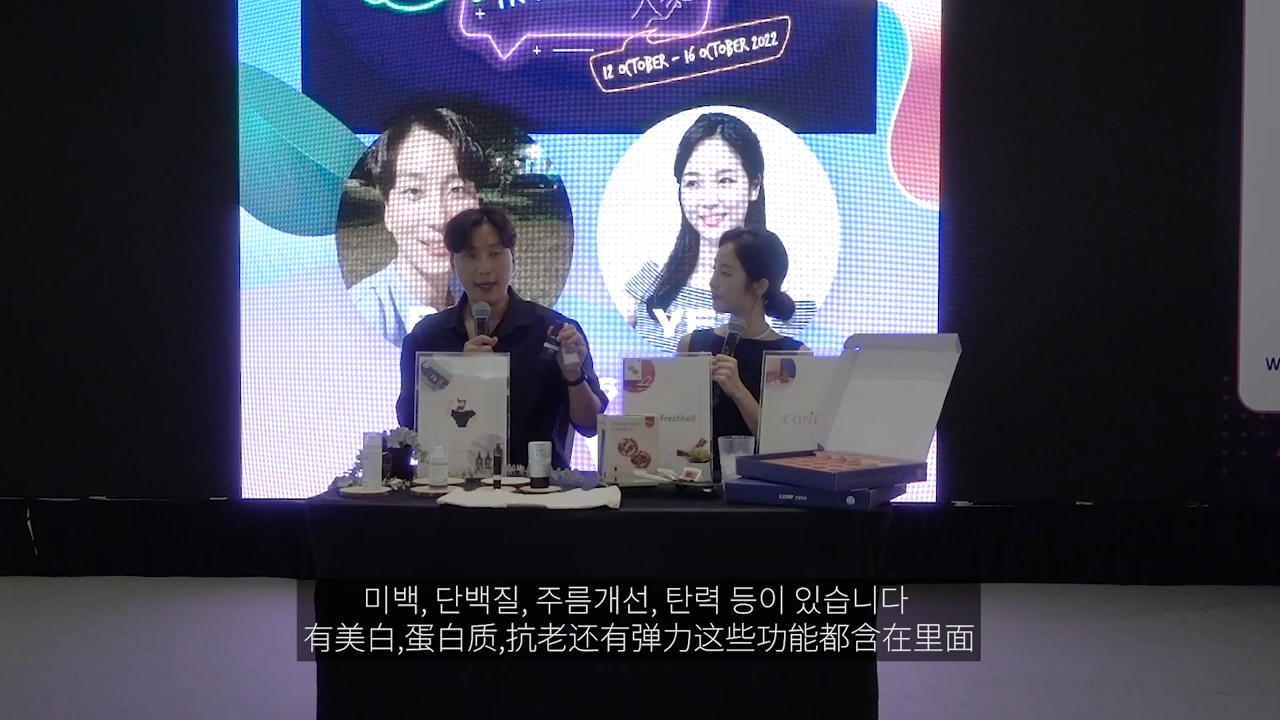 12 OCTOBER - 16 OCTOBER 2022
Freshbell
미백, 단백질, 주름개선, 탄력 등이 있습니다
有美白,蛋白质,抗老还有弹力这些功能都含在里面